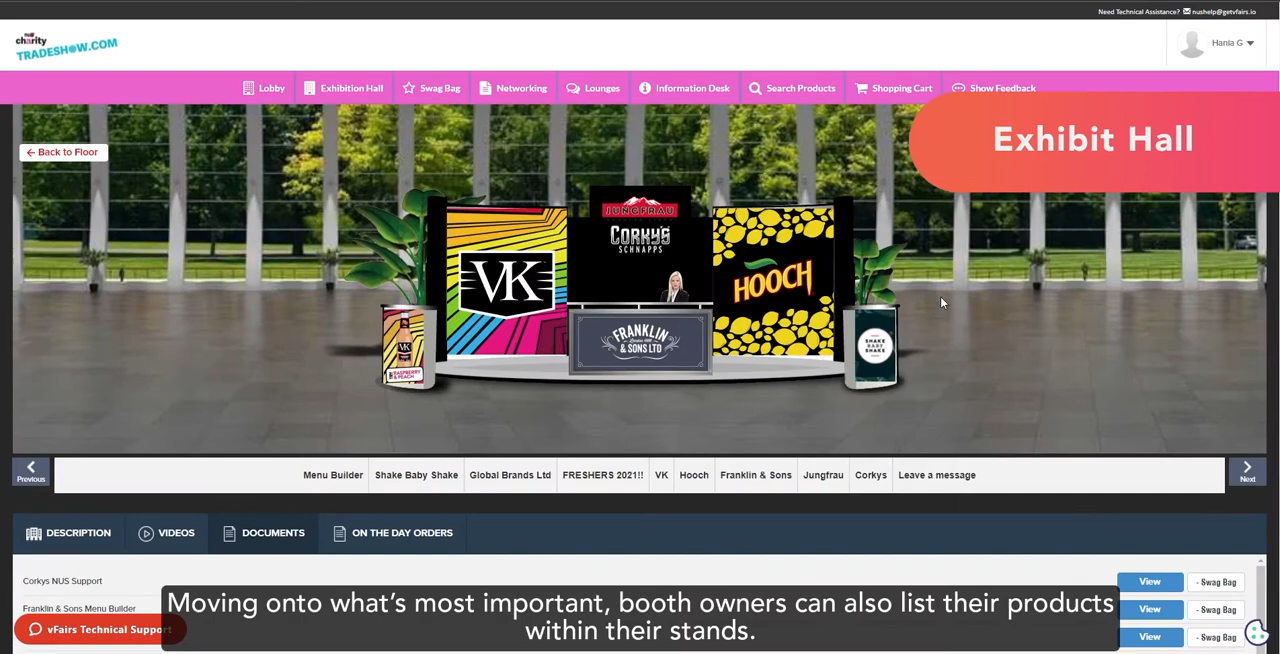 Need Technical Assistance? nushelp@getvfairs.io
nus
charity
TRADESHOW.COM
Hania G
Lobby
Exhibition Hall
Swag Bag
Networking
Lounges
Information Desk
Search Products
Shopping Cart
Show Feedback
Exhibit Hall
Back to Floor
JUNGFRAU
CORKY'S
SCHNAPPS
VK
HOOCH
FRANKLIN
& SONS LTD
VK
RASPBERRY
& PEACH
SHAKE
BABY
SHAKE
Previous
Menu Builder
Shake Baby Shake
Global Brands Ltd
FRESHERS 2021!!
VK
Hooch
Franklin & Sons
Jungfrau
Corkys
Leave a message
Next
DESCRIPTION
VIDEOS
DOCUMENTS
ON THE DAY ORDERS
Corkys NUS Support
View
- Swag Bag
Franklin & Sons Menu Builder
View
- Swag Bag
vFairs Technical Support
View
- Swag Bag
Moving onto what's most important, booth owners can also list their products
within their stands.